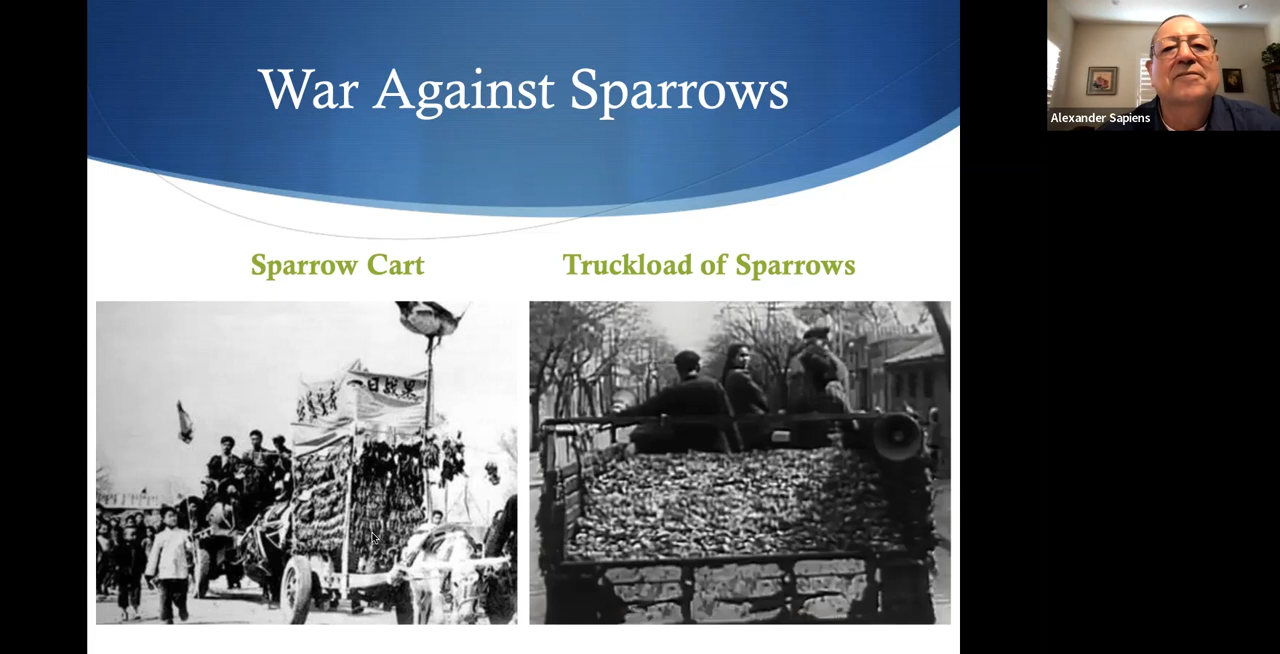 War Against Sparrows
Alexander Sapiens
Sparrow Cart
Truckload of Sparrows